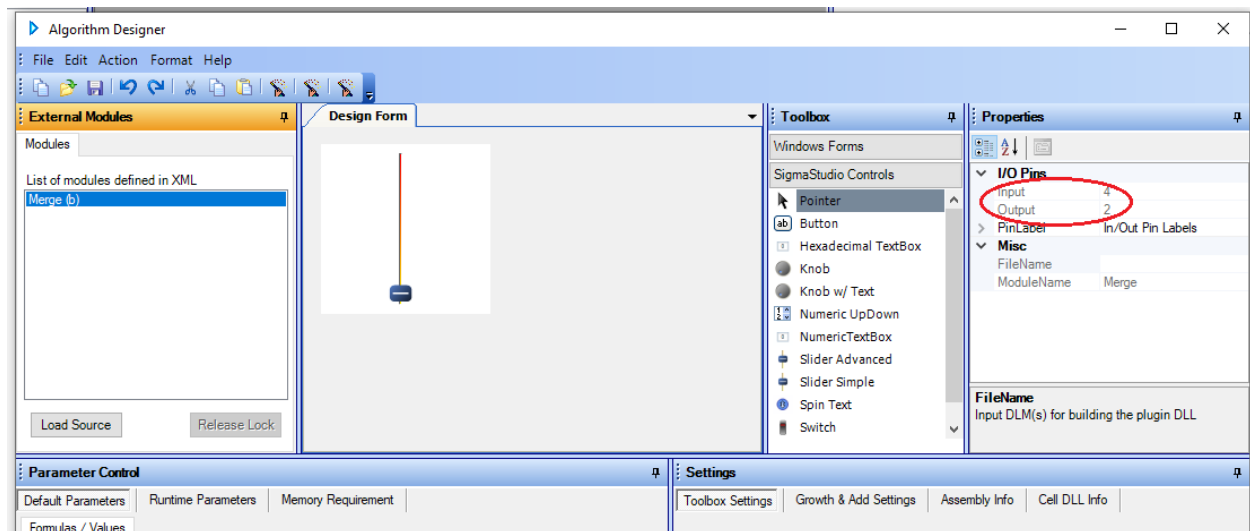 Algorithm Designer
File Edit Action Format Help
External Modules
Modules
List of modules defined in XML
Merge (b)
Load Source
Release Lock
Design Form
Toolbox
Windows Forms
SigmaStudio Controls
Pointer
Button
Hexadecimal TextBox
Knob
Knob w/ Text
Numeric UpDown
NumericTextBox
Slider Advanced
Slider Simple
Spin Text
Switch
Properties
I/O Pins
Input 4
Output 2
PinLabel In/Out Pin Labels
Misc
FileName
ModuleName Merge
FileName
Input DLM(s) for building the plugin DLL
Parameter Control
Default Parameters Runtime Parameters Memory Requirement
Formulas / Values
Settings
Toolbox Settings Growth & Add Settings Assembly Info Cell DLL Info